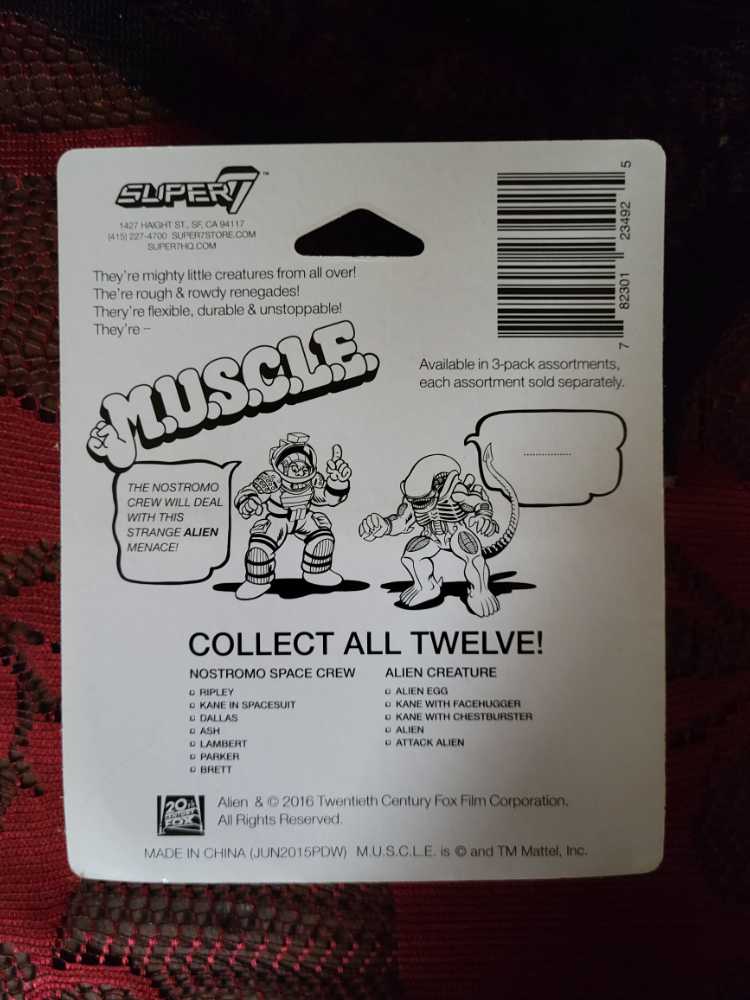 SUPER7™
1427 HAIGHT ST., SF, CA 94117
(415) 227-4700 SUPER7STORE.COM
SUPER7HQ.COM
They're mighty little creatures from all over!
The're rough & rowdy renegades!
Thery're flexible, durable & unstoppable!
They're –
M.U.S.C.L.E.
7 82301 23492 5
Available in 3-pack assortments,
each assortment sold separately.
THE NOSTROMO
CREW WILL DEAL
WITH THIS
STRANGE ALIEN
MENACE!
...............
COLLECT ALL TWELVE!
NOSTROMO SPACE CREW
RIPLEY
KANE IN SPACESUIT
DALLAS
ASH
LAMBERT
PARKER
BRETT
ALIEN CREATURE
ALIEN EGG
KANE WITH FACEHUGGER
KANE WITH CHESTBURSTER
ALIEN
ATTACK ALIEN
20th
CENTURY
FOX
Alien & © 2016 Twentieth Century Fox Film Corporation.
All Rights Reserved.
MADE IN CHINA (JUN2015PDW) M.U.S.C.L.E. is © and TM Mattel, Inc.